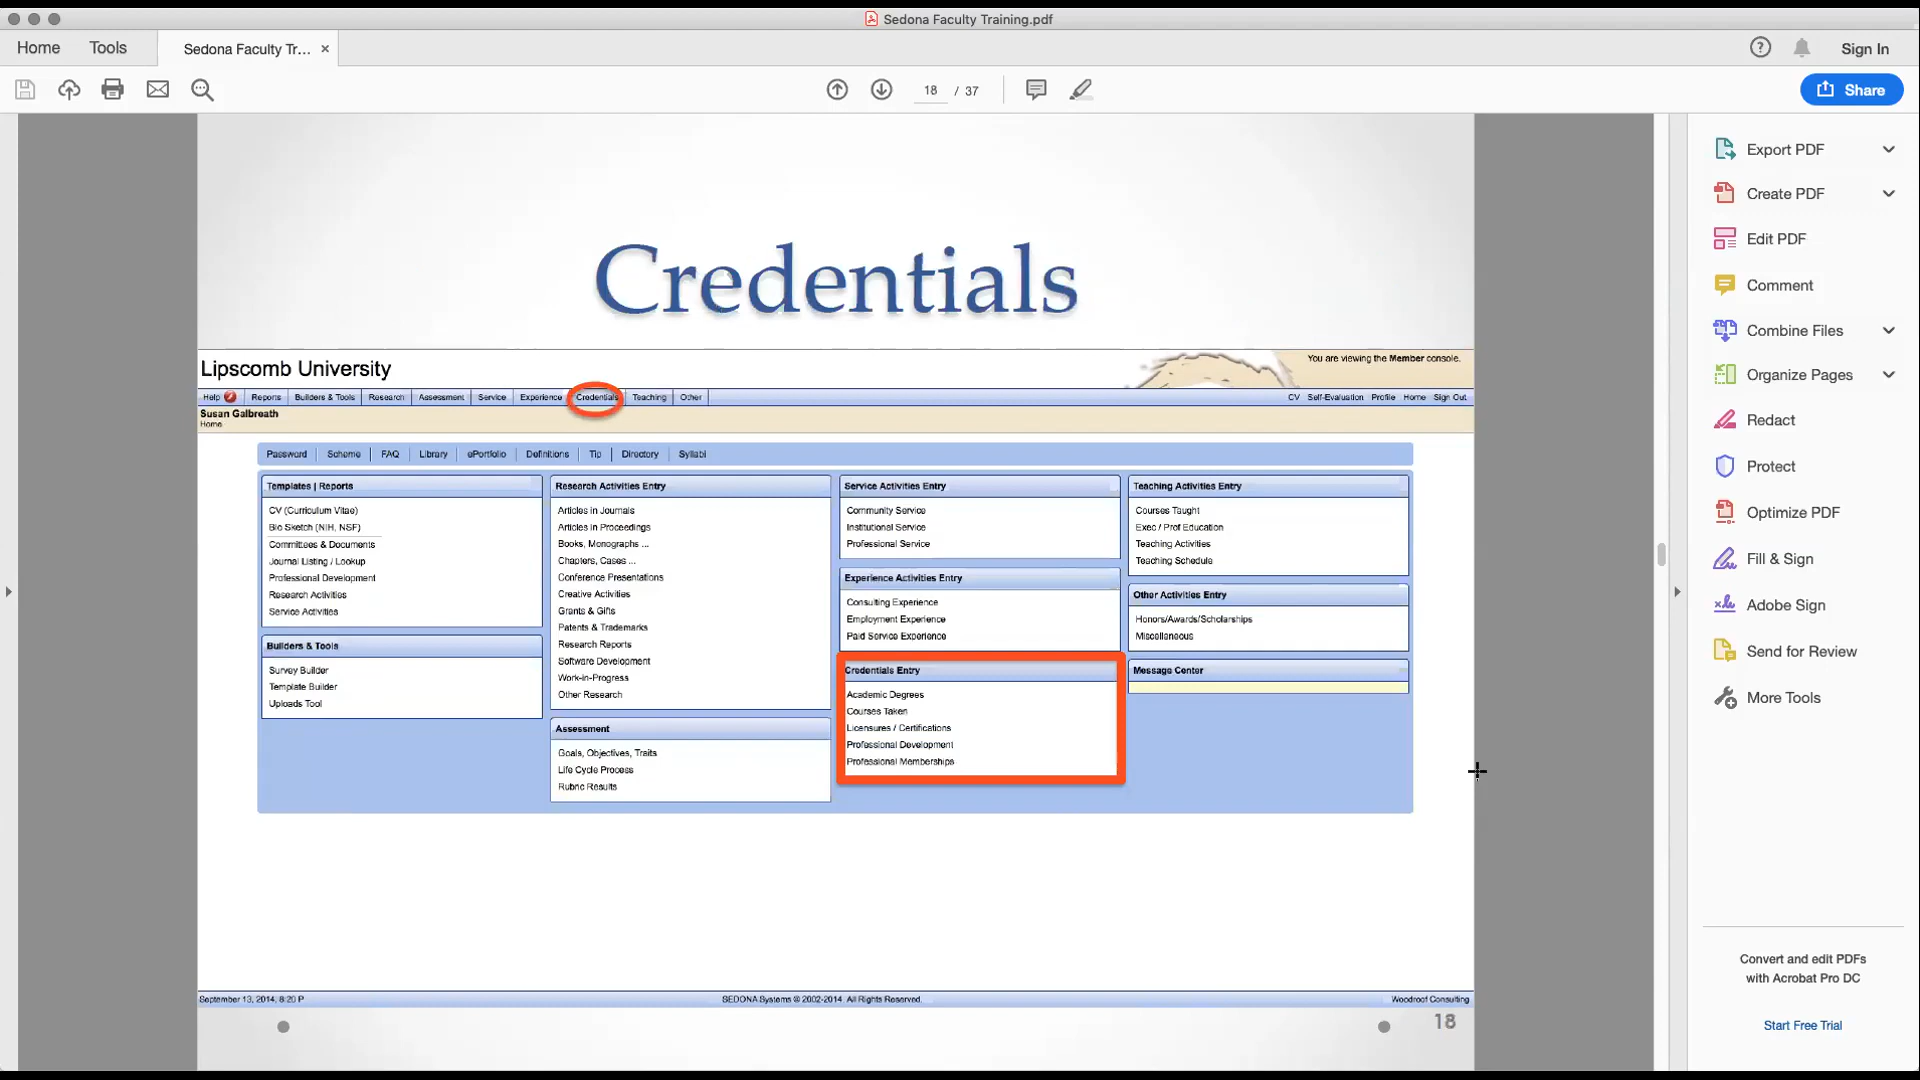 Sedona Faculty Training.pdf
Home Tools Sedona Faculty Tr... × Sign In
18 / 37 Share
Export PDF
Create PDF
Edit PDF
Comment
Combine Files
Organize Pages
Redact
Protect
Optimize PDF
Fill & Sign
Adobe Sign
Send for Review
More Tools
Convert and edit PDFs
with Acrobat Pro DC
Start Free Trial
Credentials
Lipscomb University
You are viewing the Member console.
Help ? Reports Builders & Tools Research Assessment Service Experience Credentials Teaching Other CV Self-Evaluation Profile Home Sign Out
Susan Galbreath
Home
Password Scheme FAQ Library ePortfolio Definitions Tip Directory Syllabi
Templates | Reports
CV (Curriculum Vitae)
Bio Sketch (NIH, NSF)
Committees & Documents
Journal Listing / Lookup
Professional Development
Research Activities
Service Activities
Builders & Tools
Survey Builder
Template Builder
Uploads Tool
Research Activities Entry
Articles in Journals
Articles in Proceedings
Books, Monographs ...
Chapters, Cases ...
Conference Presentations
Creative Activities
Grants & Gifts
Patents & Trademarks
Research Reports
Software Development
Work-in-Progress
Other Research
Assessment
Goals, Objectives, Traits
Life Cycle Process
Rubric Results
Service Activities Entry
Community Service
Institutional Service
Professional Service
Experience Activities Entry
Consulting Experience
Employment Experience
Paid Service Experience
Credentials Entry
Academic Degrees
Courses Taken
Licensures / Certifications
Professional Development
Professional Memberships
Teaching Activities Entry
Courses Taught
Exec / Prof Education
Teaching Activities
Teaching Schedule
Other Activities Entry
Honors/Awards/Scholarships
Miscellaneous
Message Center
September 13, 2014, 8:20 P SEDONA Systems © 2002-2014 All Rights Reserved. Woodroof Consulting
18